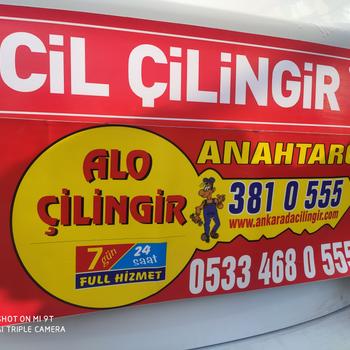 CİL ÇİLİNGİR
ALO
ÇİLİNGİR
7 gün 24 saat
FULL HİZMET
ANAHTARC
381 0 555
www.ankaradacilingir.com
0533 468 0 555
SHOT ON MI 9T
AI TRIPLE CAMERA